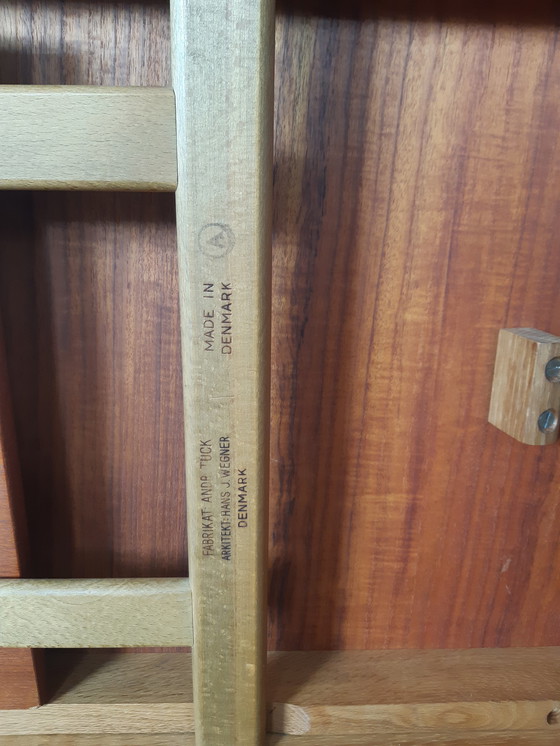 FABRIKAT ANDR TUCK
ARKITEKT: HANS J. WEGNER
DENMARK
MADE IN
DENMARK
A